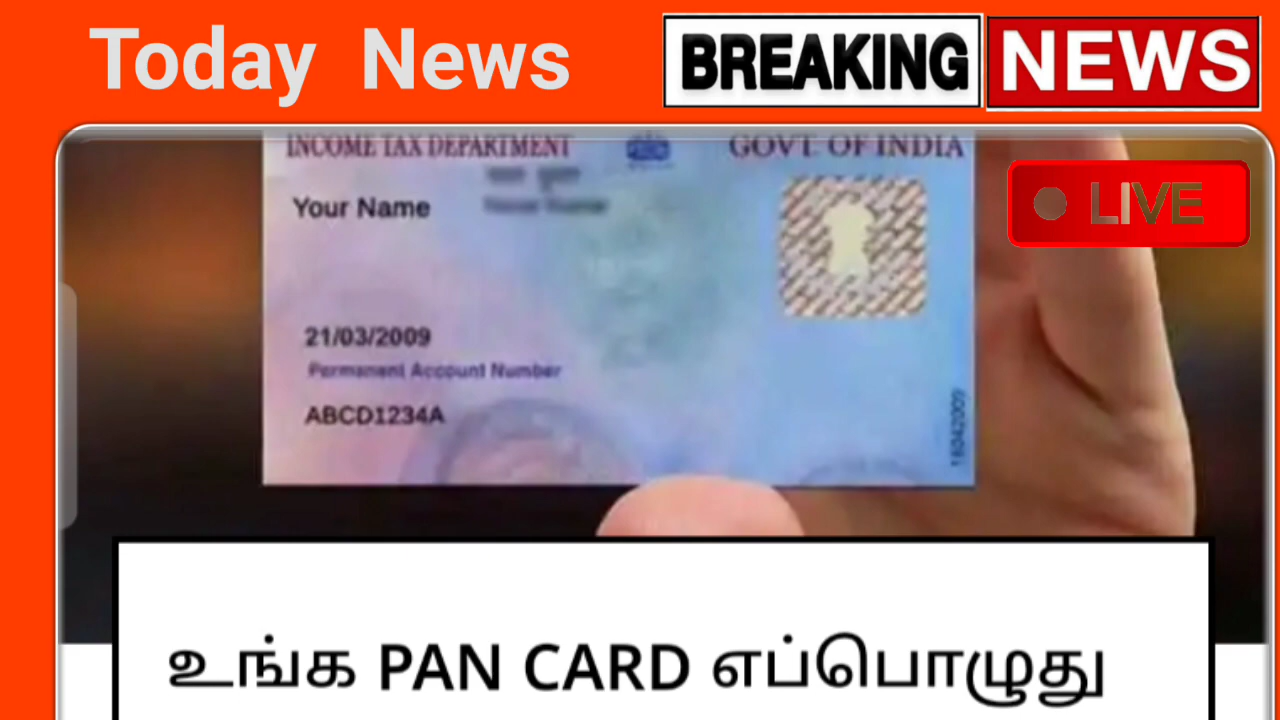 Today News
BREAKING NEWS
INCOME TAX DEPARTMENT
GOVT. OF INDIA
LIVE
Your Name
21/03/2009
Permanent Account Number
ABCD1234A
16042009
உங்க PAN CARD எப்பொழுது